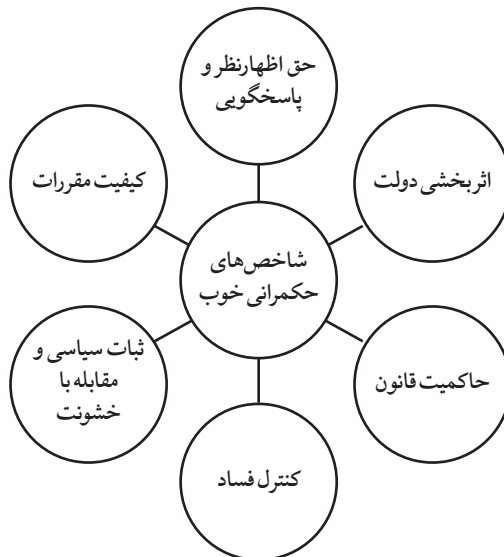 حق اظهارنظر و
پاسخگویی
اثربخشی دولت
کیفیت مقررات
شاخص‌های
حکمرانی خوب
حاکمیت قانون
ثبات سیاسی و
مقابله با
خشونت
کنترل فساد